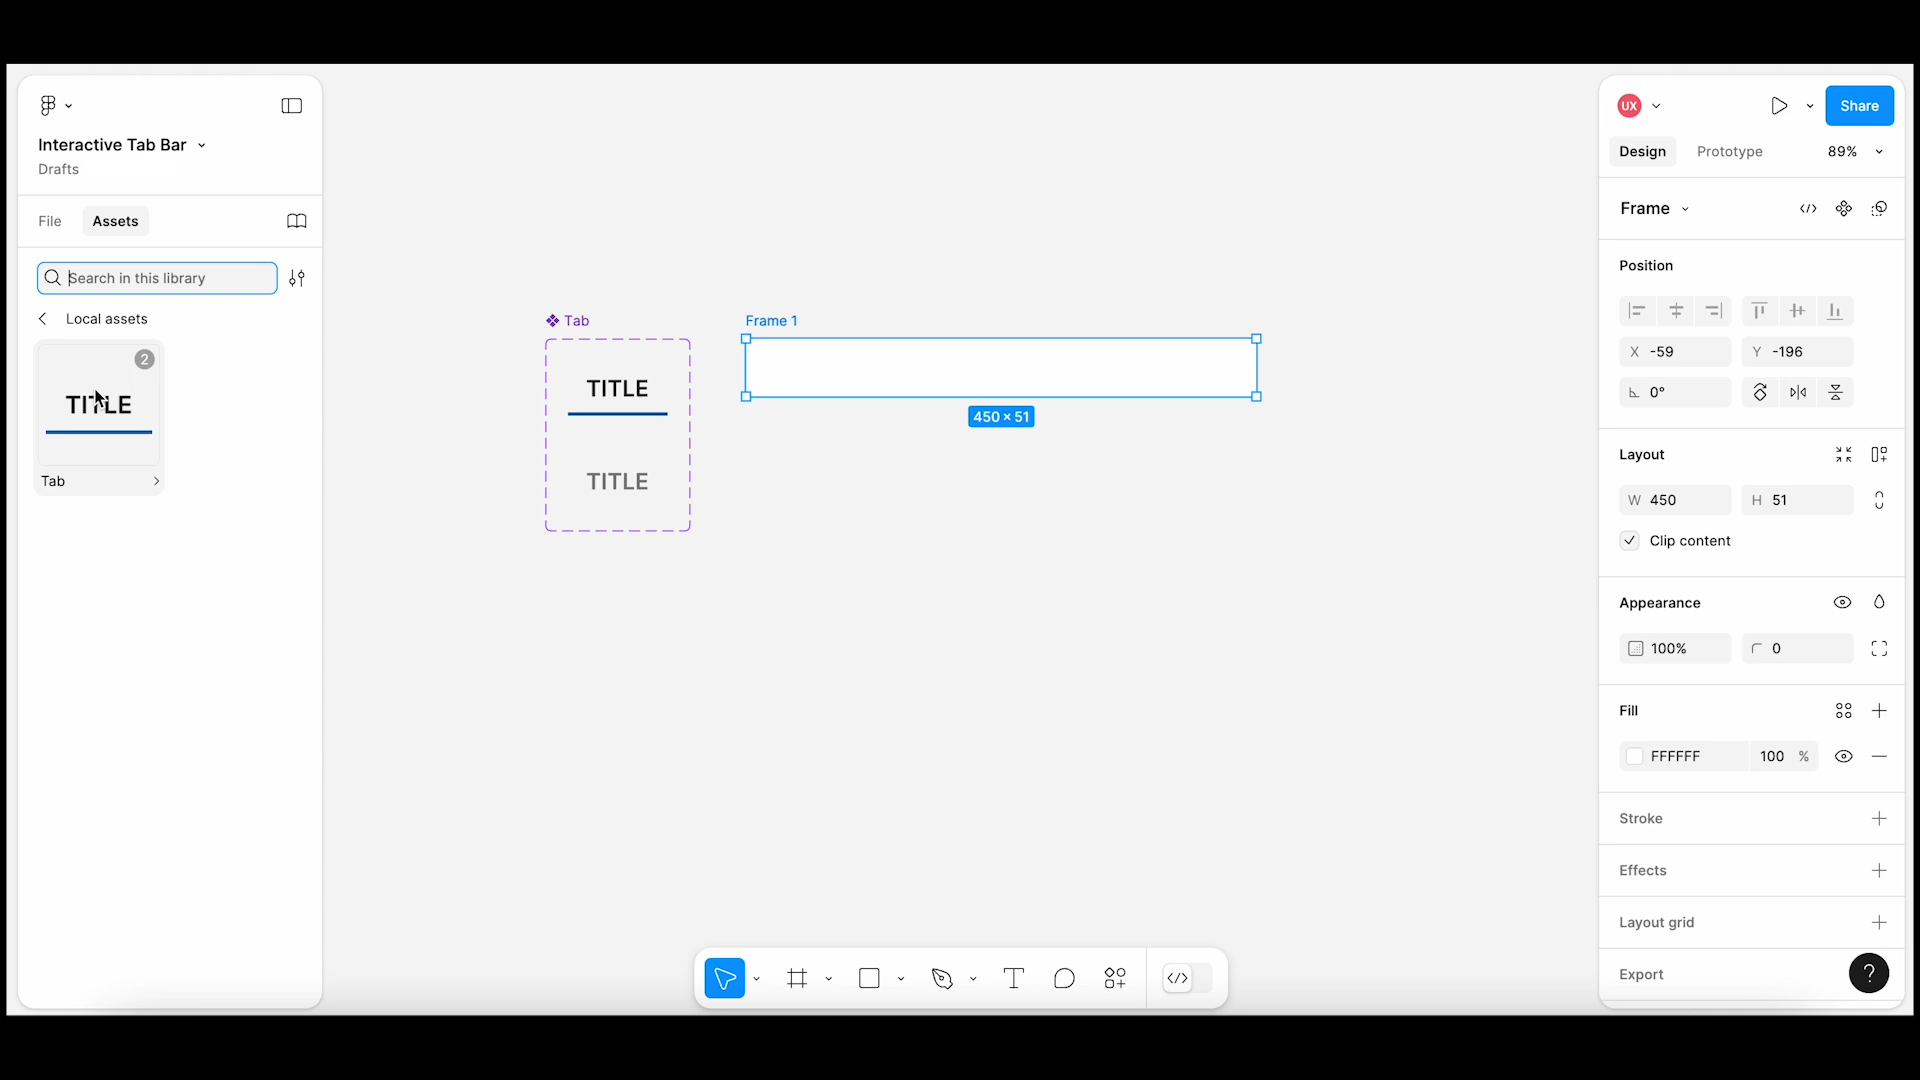 Interactive Tab Bar
Drafts
File Assets
Search in this library
Local assets
2
TITLE
Tab
Tab
TITLE
TITLE
Frame 1
450 × 51
UX
Share
Design Prototype 89%
Frame
Position
X -59 Y -196
0°
Layout
W 450 H 51
Clip content
Appearance
100% 0
Fill
FFFFFF 100 %
Stroke
Effects
Layout grid
Export
?